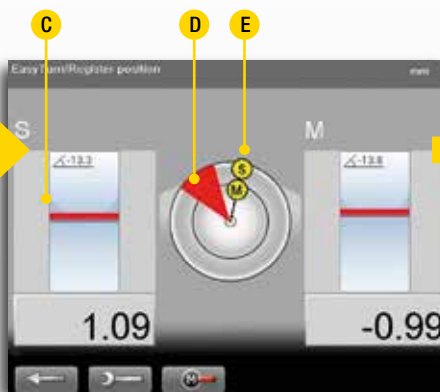 C D E
EasyTurn/Register position mm
S M
∠-13.2 S ∠-13.8
M
1.09 -0.99
M